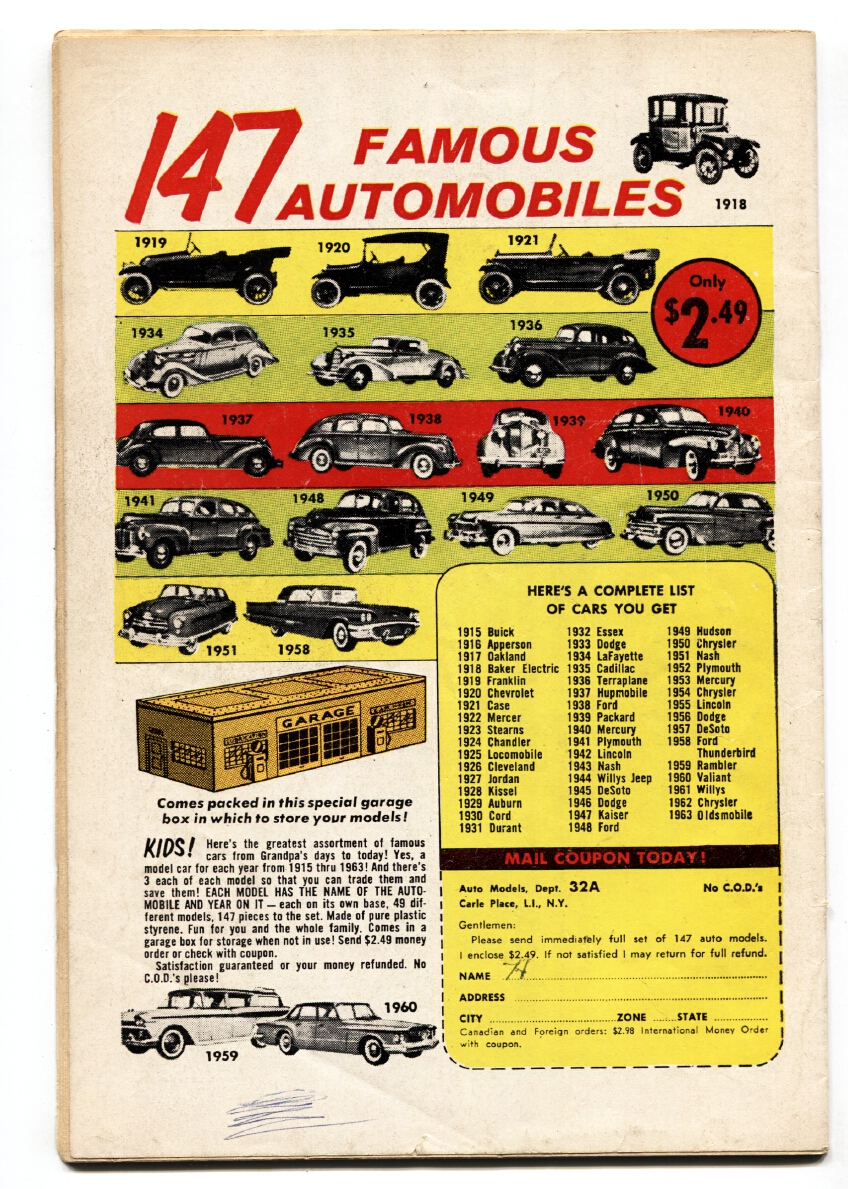 147 FAMOUS
AUTOMOBILES
1918
1919
1920
1921
Only
$2.49
1934
1935
1936
1937
1938
1939
1940
1941
1948
1949
1950
1951
1958
HERE'S A COMPLETE LIST
OF CARS YOU GET
1915 Buick
1916 Apperson
1917 Oakland
1918 Baker Electric
1919 Franklin
1920 Chevrolet
1921 Case
1922 Mercer
1923 Stearns
1924 Chandler
1925 Locomobile
1926 Cleveland
1927 Jordan
1928 Kissel
1929 Auburn
1930 Cord
1931 Durant
1932 Essex
1933 Dodge
1934 LaFayette
1935 Cadillac
1936 Terraplane
1937 Hupmobile
1938 Ford
1939 Packard
1940 Mercury
1941 Plymouth
1942 Lincoln
1943 Nash
1944 Willys Jeep
1945 DeSoto
1946 Dodge
1947 Kaiser
1948 Ford
1949 Hudson
1950 Chrysler
1951 Nash
1952 Plymouth
1953 Mercury
1954 Chrysler
1955 Lincoln
1956 Dodge
1957 DeSoto
1958 Ford
Thunderbird
1959 Rambler
1960 Valiant
1961 Willys
1962 Chrysler
1963 Oldsmobile
GARAGE
Comes packed in this special garage
box in which to store your models!
KIDS! Here's the greatest assortment of famous
cars from Grandpa's days to today! Yes, a
model car for each year from 1915 thru 1963! And there's
3 each of each model so that you can trade them and
save them! EACH MODEL HAS THE NAME OF THE AUTO-
MOBILE AND YEAR ON IT — each on its own base, 49 dif-
ferent models, 147 pieces to the set. Made of pure plastic
styrene. Fun for you and the whole family. Comes in a
garage box for storage when not in use! Send $2.49 money
order or check with coupon.
Satisfaction guaranteed or your money refunded. No
C.O.D.'s please!
1959
1960
MAIL COUPON TODAY!
Auto Models, Dept. 32A No C.O.D.'s
Carle Place, L.I., N.Y.
Gentlemen:
Please send immediately full set of 147 auto models.
I enclose $2.49. If not satisfied I may return for full refund.
NAME
ADDRESS
CITY ZONE STATE
Canadian and Foreign orders: $2.98 International Money Order
with coupon.